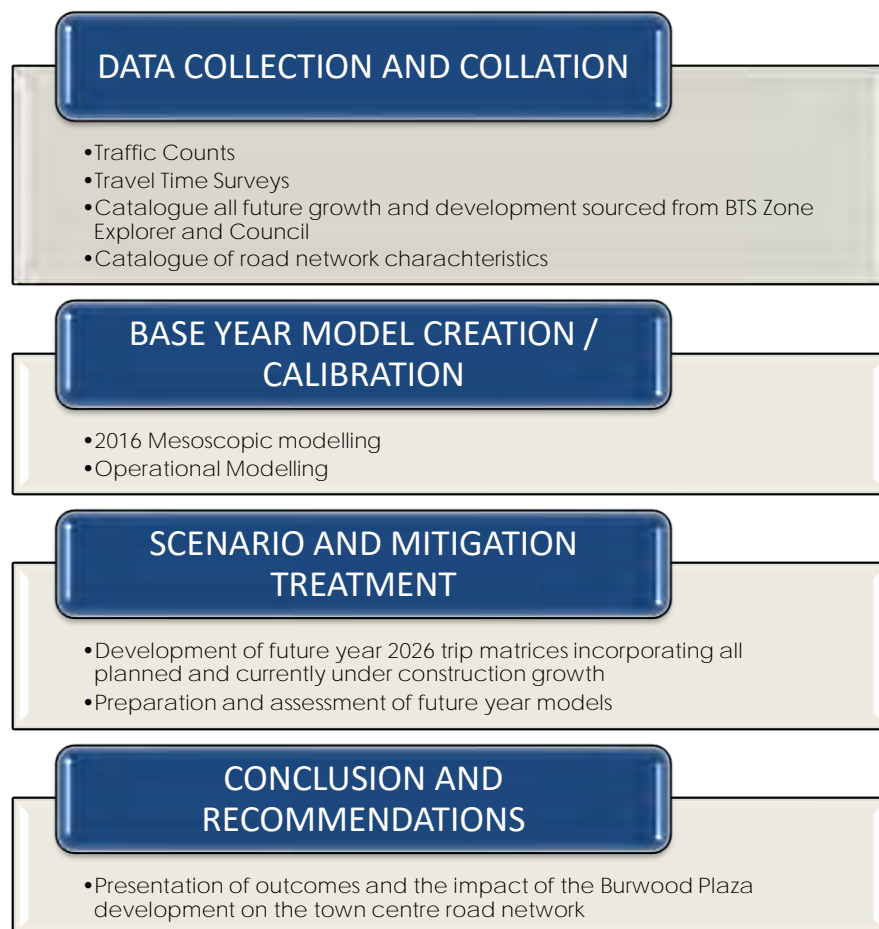 DATA COLLECTION AND COLLATION
•Traffic Counts
•Travel Time Surveys
•Catalogue all future growth and development sourced from BTS Zone
Explorer and Council
•Catalogue of road network charachteristics
BASE YEAR MODEL CREATION /
CALIBRATION
•2016 Mesoscopic modelling
•Operational Modelling
SCENARIO AND MITIGATION
TREATMENT
•Development of future year 2026 trip matrices incorporating all
planned and currently under construction growth
•Preparation and assessment of future year models
CONCLUSION AND
RECOMMENDATIONS
•Presentation of outcomes and the impact of the Burwood Plaza
development on the town centre road network